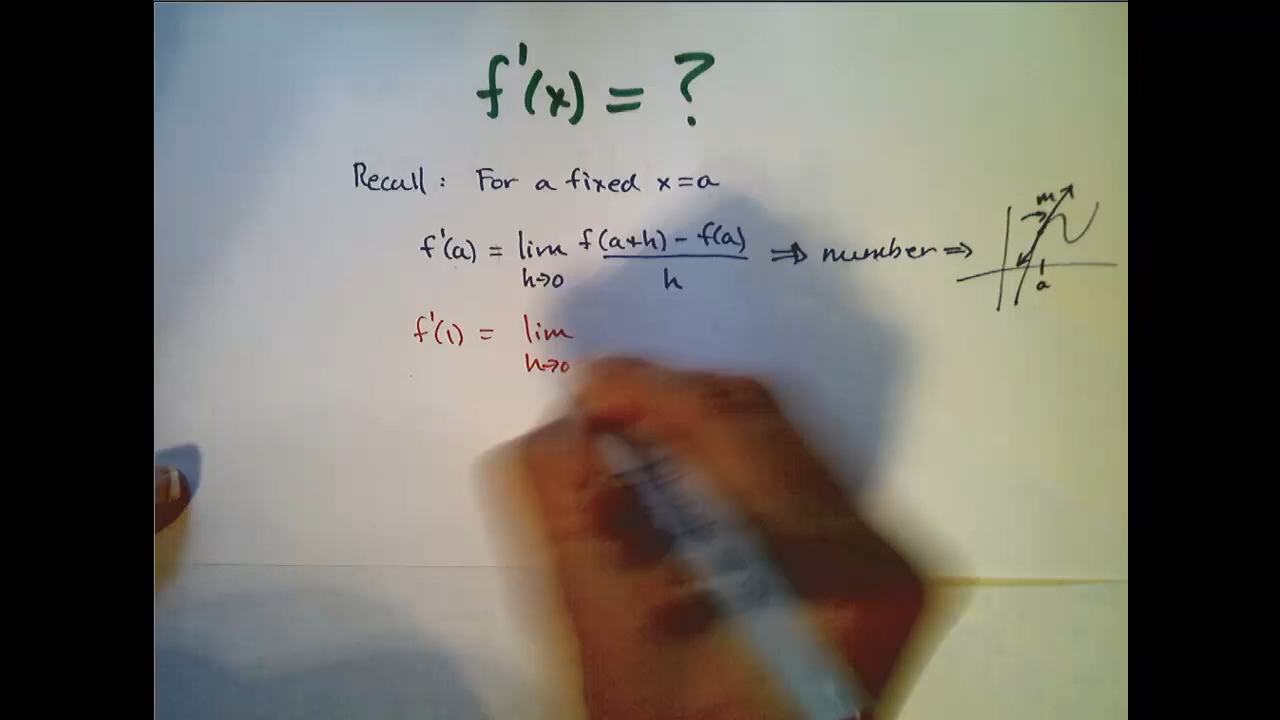 f'(x) = ?
Recall : For a fixed x=a
f'(a) = lim h→0 f(a+h) - f(a) / h ⇒ number ⇒
m
a
f'(1) = lim h→0